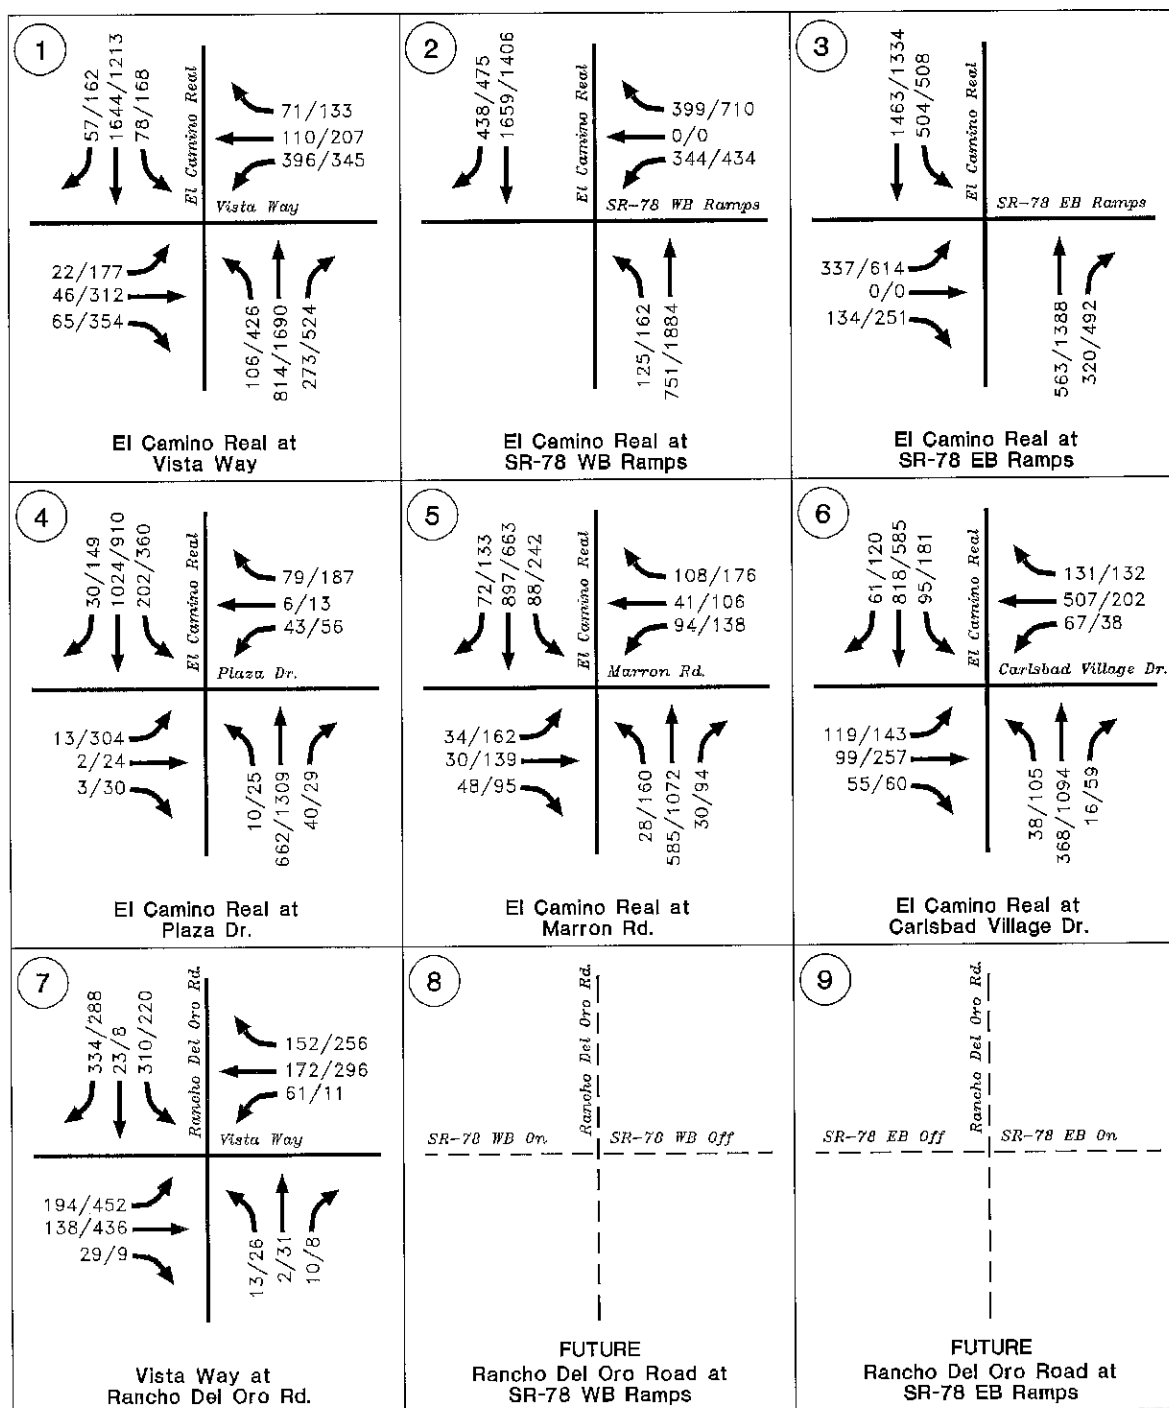 1
57/162
1644/1213
78/168
El Camino Real
71/133
110/207
396/345
Vista Way
22/177
46/312
65/354
106/426
814/1690
273/524
El Camino Real at
Vista Way
2
438/475
1659/1406
El Camino Real
399/710
0/0
344/434
SR-78 WB Ramps
125/162
751/1884
El Camino Real at
SR-78 WB Ramps
3
1463/1334
504/508
El Camino Real
SR-78 EB Ramps
337/614
0/0
134/251
563/1388
320/492
El Camino Real at
SR-78 EB Ramps
4
30/149
1024/910
202/360
El Camino Real
79/187
6/13
43/56
Plaza Dr.
13/304
2/24
3/30
10/25
662/1309
40/29
El Camino Real at
Plaza Dr.
5
72/133
897/663
88/242
El Camino Real
108/176
41/106
94/138
Marron Rd.
34/162
30/139
48/95
28/160
585/1072
30/94
El Camino Real at
Marron Rd.
6
61/120
818/585
95/181
El Camino Real
131/132
507/202
67/38
Carlsbad Village Dr.
119/143
99/257
55/60
38/105
368/1094
16/59
El Camino Real at
Carlsbad Village Dr.
7
334/288
23/8
310/220
Rancho Del Oro Rd.
152/256
172/296
61/11
Vista Way
194/452
138/436
29/9
13/26
2/31
10/8
Vista Way at
Rancho Del Oro Rd.
8
Rancho Del Oro Rd.
SR-78 WB On
SR-78 WB Off
FUTURE
Rancho Del Oro Road at
SR-78 WB Ramps
9
Rancho Del Oro Rd.
SR-78 EB Off
SR-78 EB On
FUTURE
Rancho Del Oro Road at
SR-78 EB Ramps